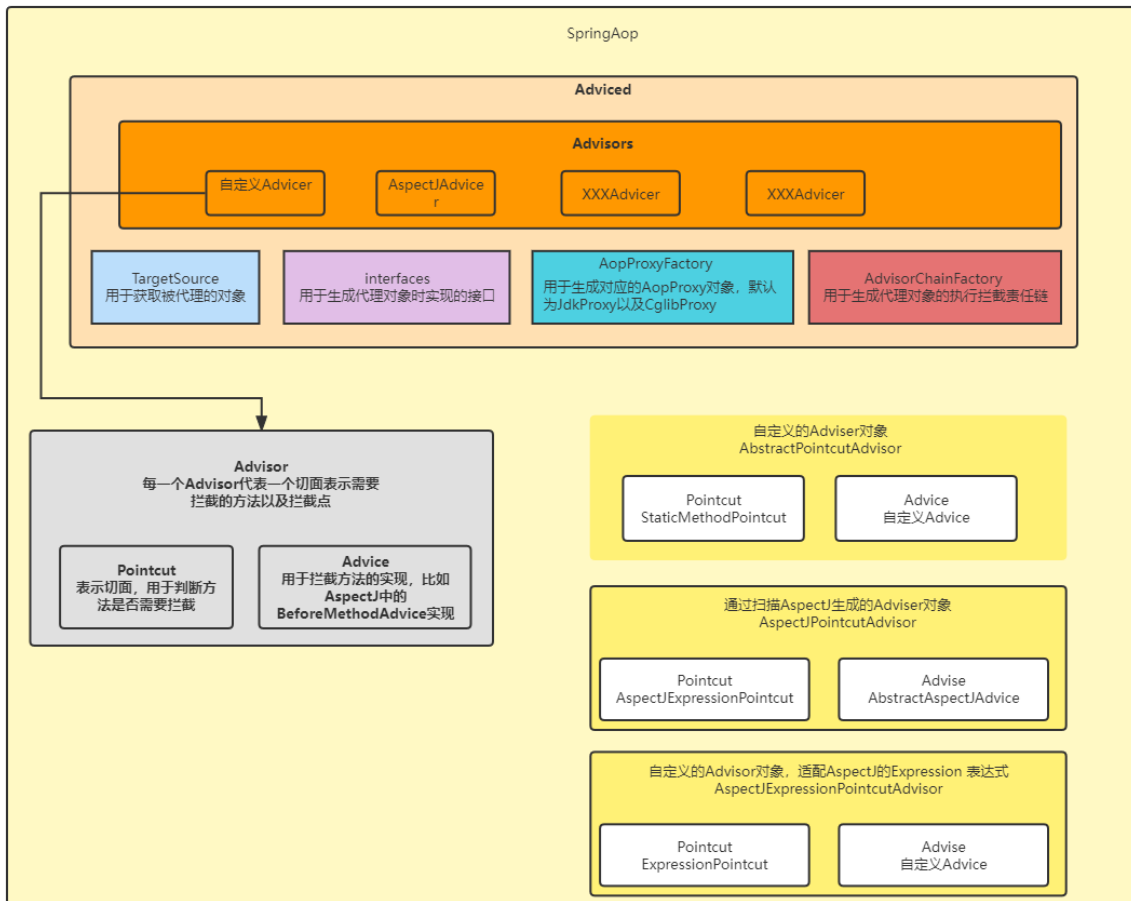 SpringAop
Adviced
Advisors
自定义Advicer
AspectJAdvice
r
XXXAdvicer
XXXAdvicer
TargetSource
用于获取被代理的对象
interfaces
用于生成代理对象时实现的接口
AopProxyFactory
用于生成对应的AopProxy对象，默认
为JdkProxy以及CglibProxy
AdvisorChainFactory
用于生成代理对象的执行拦截责任链
Advisor
每一个Advisor代表一个切面表示需要
拦截的方法以及拦截点
Pointcut
表示切面，用于判断方
法是否需要拦截
Advice
用于拦截方法的实现，比如
AspectJ中的
BeforeMethodAdvice实现
自定义的Adviser对象
AbstractPointcutAdvisor
Pointcut
StaticMethodPointcut
Advice
自定义Advice
通过扫描AspectJ生成的Adviser对象
AspectJPointcutAdvisor
Pointcut
AspectJExpressionPointcut
Advise
AbstractAspectJAdvice
自定义的Advisor对象，适配AspectJ的Expression 表达式
AspectJExpressionPointcutAdvisor
Pointcut
ExpressionPointcut
Advise
自定义Advice